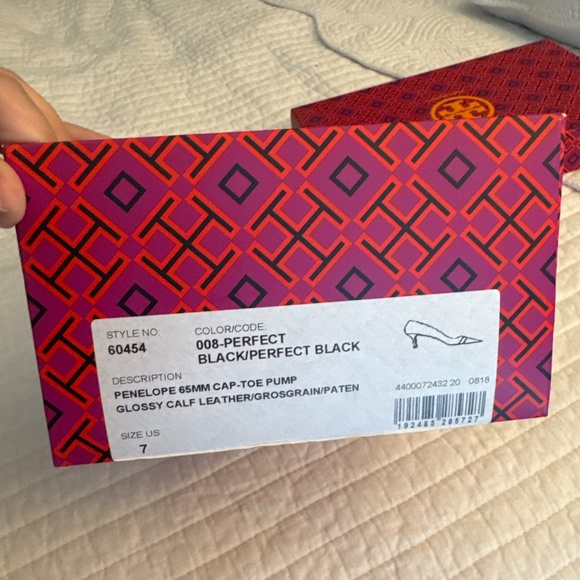 STYLE NO.
60454
COLOR/CODE:
008-PERFECT
BLACK/PERFECT BLACK
DESCRIPTION
PENELOPE 65MM CAP-TOE PUMP
GLOSSY CALF LEATHER/GROSGRAIN/PATEN
SIZE US
7
4400072432 20 0818
192485 285727